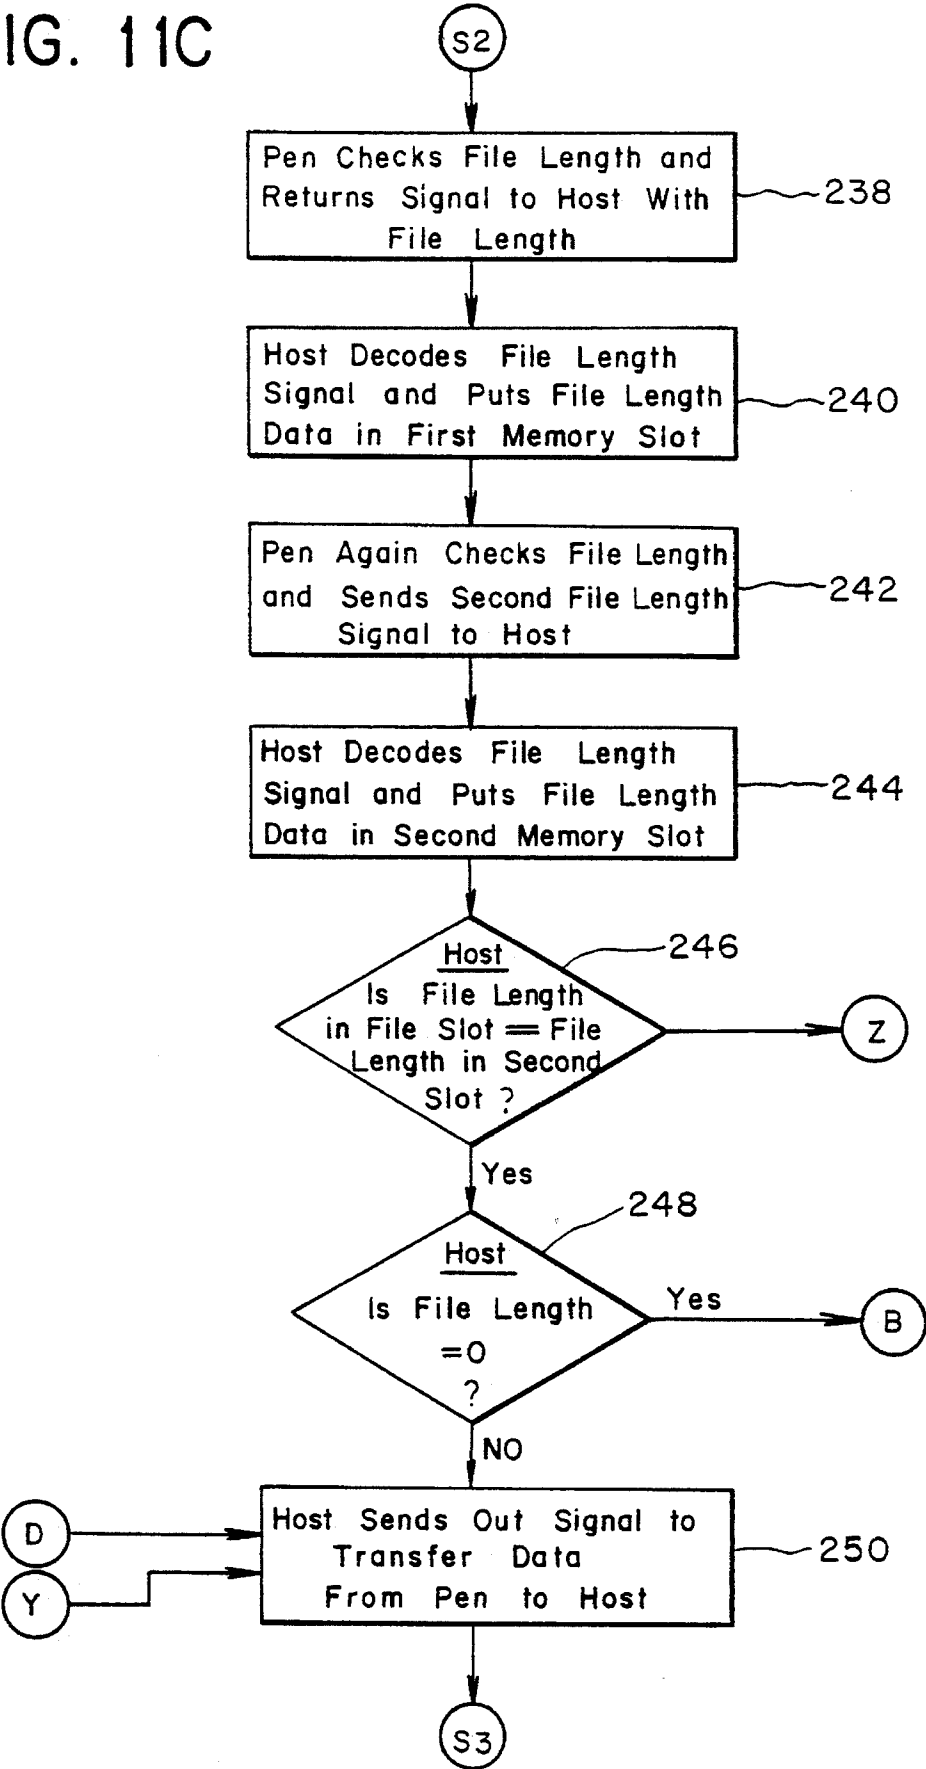 IG. 11C
S2
Pen Checks File Length and
Returns Signal to Host With
File Length
238
Host Decodes File Length
Signal and Puts File Length
Data in First Memory Slot
240
Pen Again Checks File Length
and Sends Second File Length
Signal to Host
242
Host Decodes File Length
Signal and Puts File Length
Data in Second Memory Slot
244
Host
Is File Length
in File Slot = File
Length in Second
Slot ?
246
Z
Yes
Host
Is File Length
=0
?
248
Yes
B
NO
D
Y
Host Sends Out Signal to
Transfer Data
From Pen to Host
250
S3